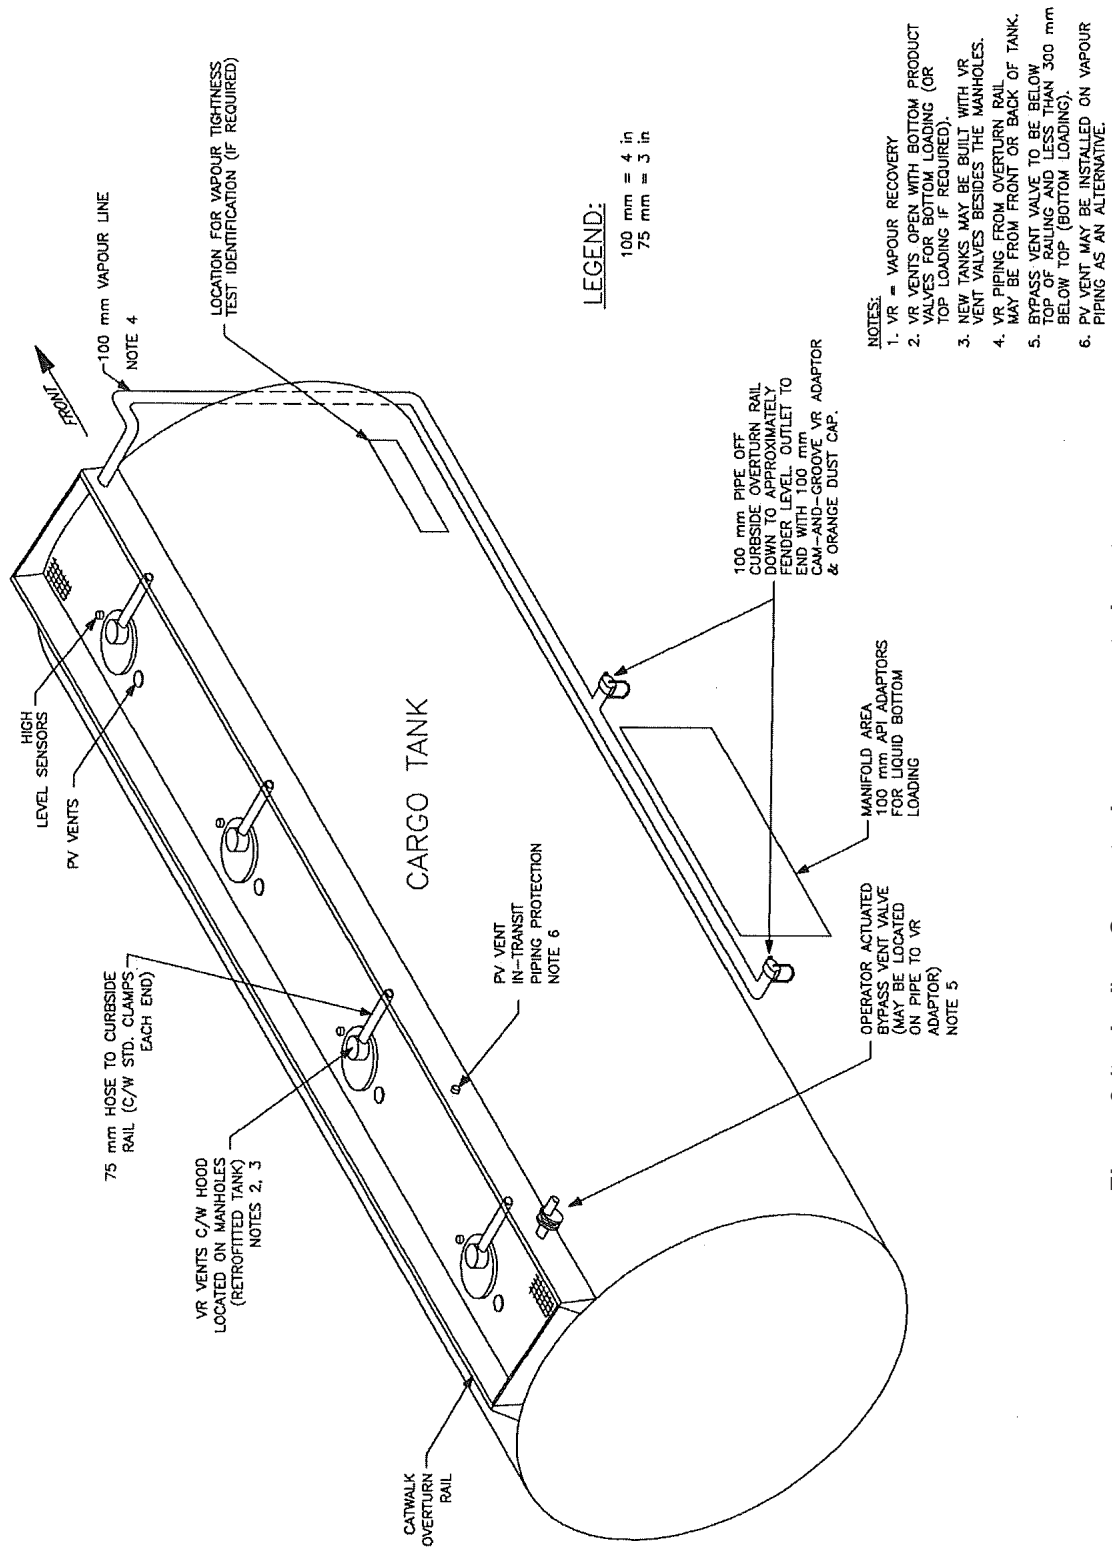 FRONT
100 mm VAPOUR LINE
NOTE 4
LOCATION FOR VAPOUR TIGHTNESS
TEST IDENTIFICATION (IF REQUIRED)
HIGH
LEVEL SENSORS
PV VENTS
75 mm HOSE TO CURBSIDE
RAIL (C/W STD. CLAMPS
EACH END)
VR VENTS C/W HOOD
LOCATED ON MANHOLES
(RETROFITTED TANK)
NOTES 2, 3
CATWALK
OVERTURN
RAIL
CARGO TANK
PV VENT
IN-TRANSIT
PIPING PROTECTION
NOTE 6
LEGEND:
100 mm = 4 in
75 mm = 3 in
100 mm PIPE OFF
CURBSIDE OVERTURN RAIL
DOWN TO APPROXIMATELY
FENDER LEVEL. OUTLET TO
END WITH 100 mm
CAM-AND-GROOVE VR ADAPTOR
& ORANGE DUST CAP.
MANIFOLD AREA
100 mm API ADAPTORS
FOR LIQUID BOTTOM
LOADING
OPERATOR ACTUATED
BYPASS VENT VALVE
(MAY BE LOCATED
ON PIPE TO VR
ADAPTOR)
NOTE 5
NOTES:
1. VR = VAPOUR RECOVERY
2. VR VENTS OPEN WITH BOTTOM PRODUCT
VALVES FOR BOTTOM LOADING (OR
TOP LOADING IF REQUIRED).
3. NEW TANKS MAY BE BUILT WITH VR
VENT VALVES BESIDES THE MANHOLES.
4. VR PIPING FROM OVERTURN RAIL
MAY BE FROM FRONT OR BACK OF TANK.
5. BYPASS VENT VALVE TO BE BELOW
TOP OF RAILING AND LESS THAN 300 mm
BELOW TOP (BOTTOM LOADING).
6. PV VENT MAY BE INSTALLED ON VAPOUR
PIPING AS AN ALTERNATIVE.